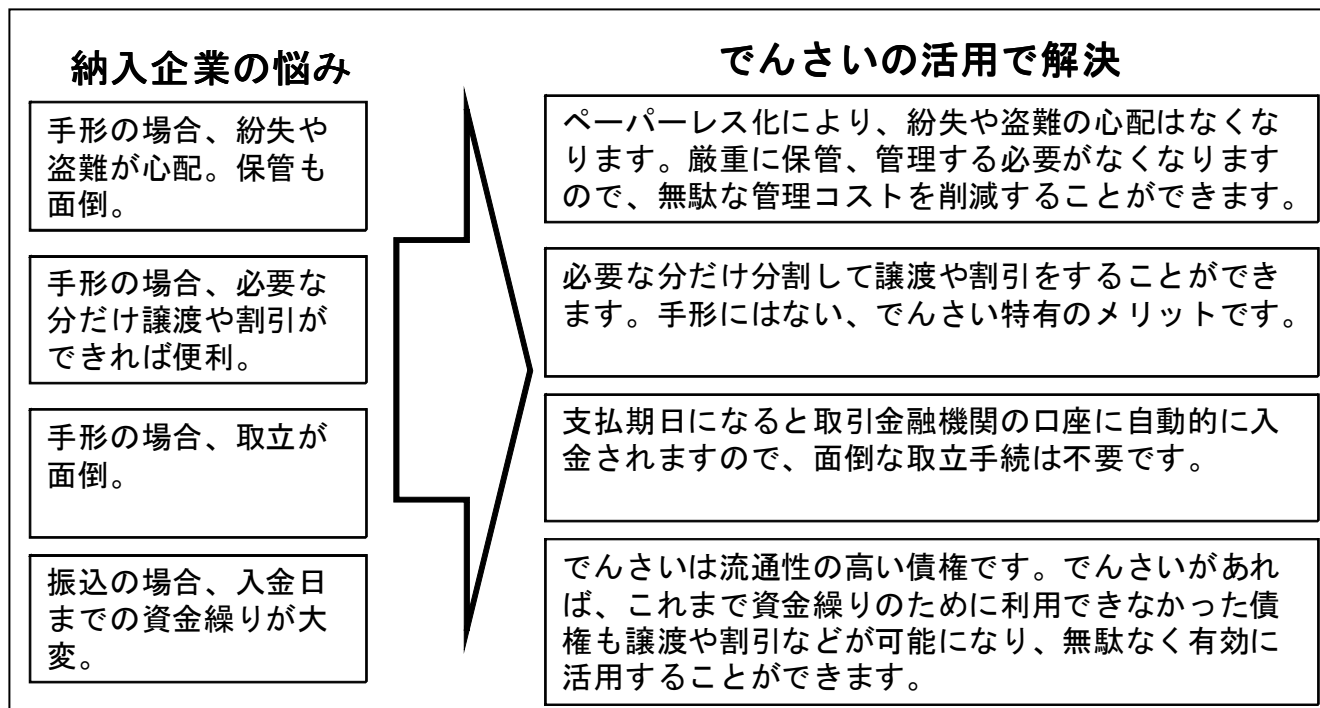 納入企業の悩み
でんさいの活用で解決
手形の場合、紛失や
盗難が心配。保管も
面倒。
ペーパーレス化により、紛失や盗難の心配はなくな
ります。厳重に保管、管理する必要がなくなります
ので、無駄な管理コストを削減することができます。
手形の場合、必要な
分だけ譲渡や割引が
できれば便利。
必要な分だけ分割して譲渡や割引をすることができ
ます。手形にはない、でんさい特有のメリットです。
手形の場合、取立が
面倒。
支払期日になると取引金融機関の口座に自動的に入
金されますので、面倒な取立手続は不要です。
振込の場合、入金日
までの資金繰りが大
変。
でんさいは流通性の高い債権です。でんさいがあれ
ば、これまで資金繰りのために利用できなかった債
権も譲渡や割引などが可能になり、無駄なく有効に
活用することができます。